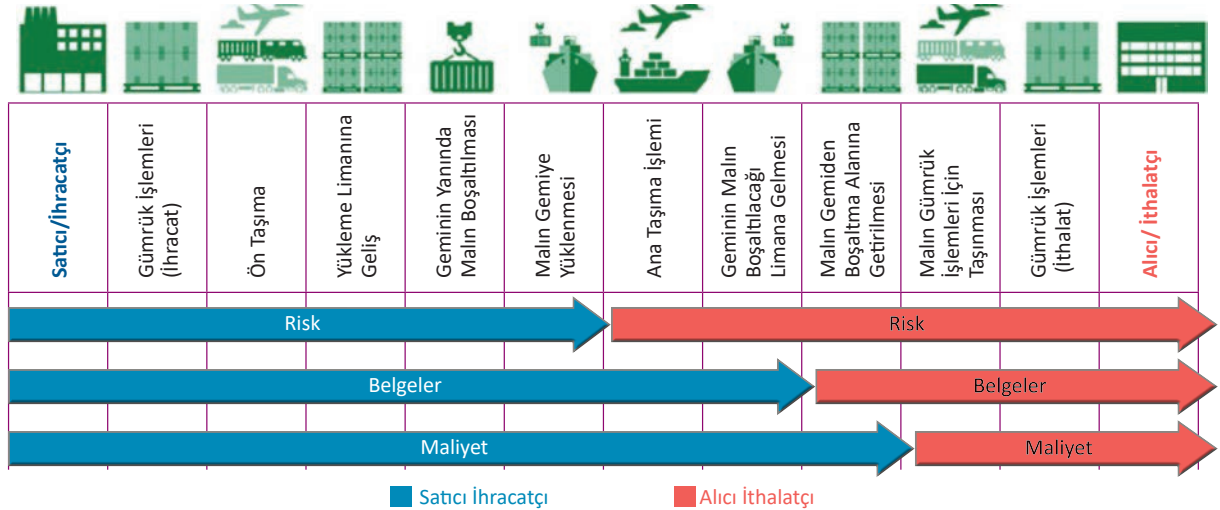 Satıcı/İhracatçı
Gümrük İşlemleri
(İhracat)
Ön Taşıma
Yükleme Limanına
Geliş
Geminin Yanında
Malın Boşaltılması
Malın Gemiye
Yüklenmesi
Ana Taşıma İşlemi
Geminin Malın
Boşaltılacağı
Limana Gelmesi
Malın Gemiden
Boşaltma Alanına
Getirilmesi
Malın Gümrük
İşlemleri İçin
Taşınması
Gümrük İşlemleri
(İthalat)
Alıcı/ İthalatçı
Risk
Risk
Belgeler
Belgeler
Maliyet
Maliyet
Satıcı İhracatçı
Alıcı İthalatçı